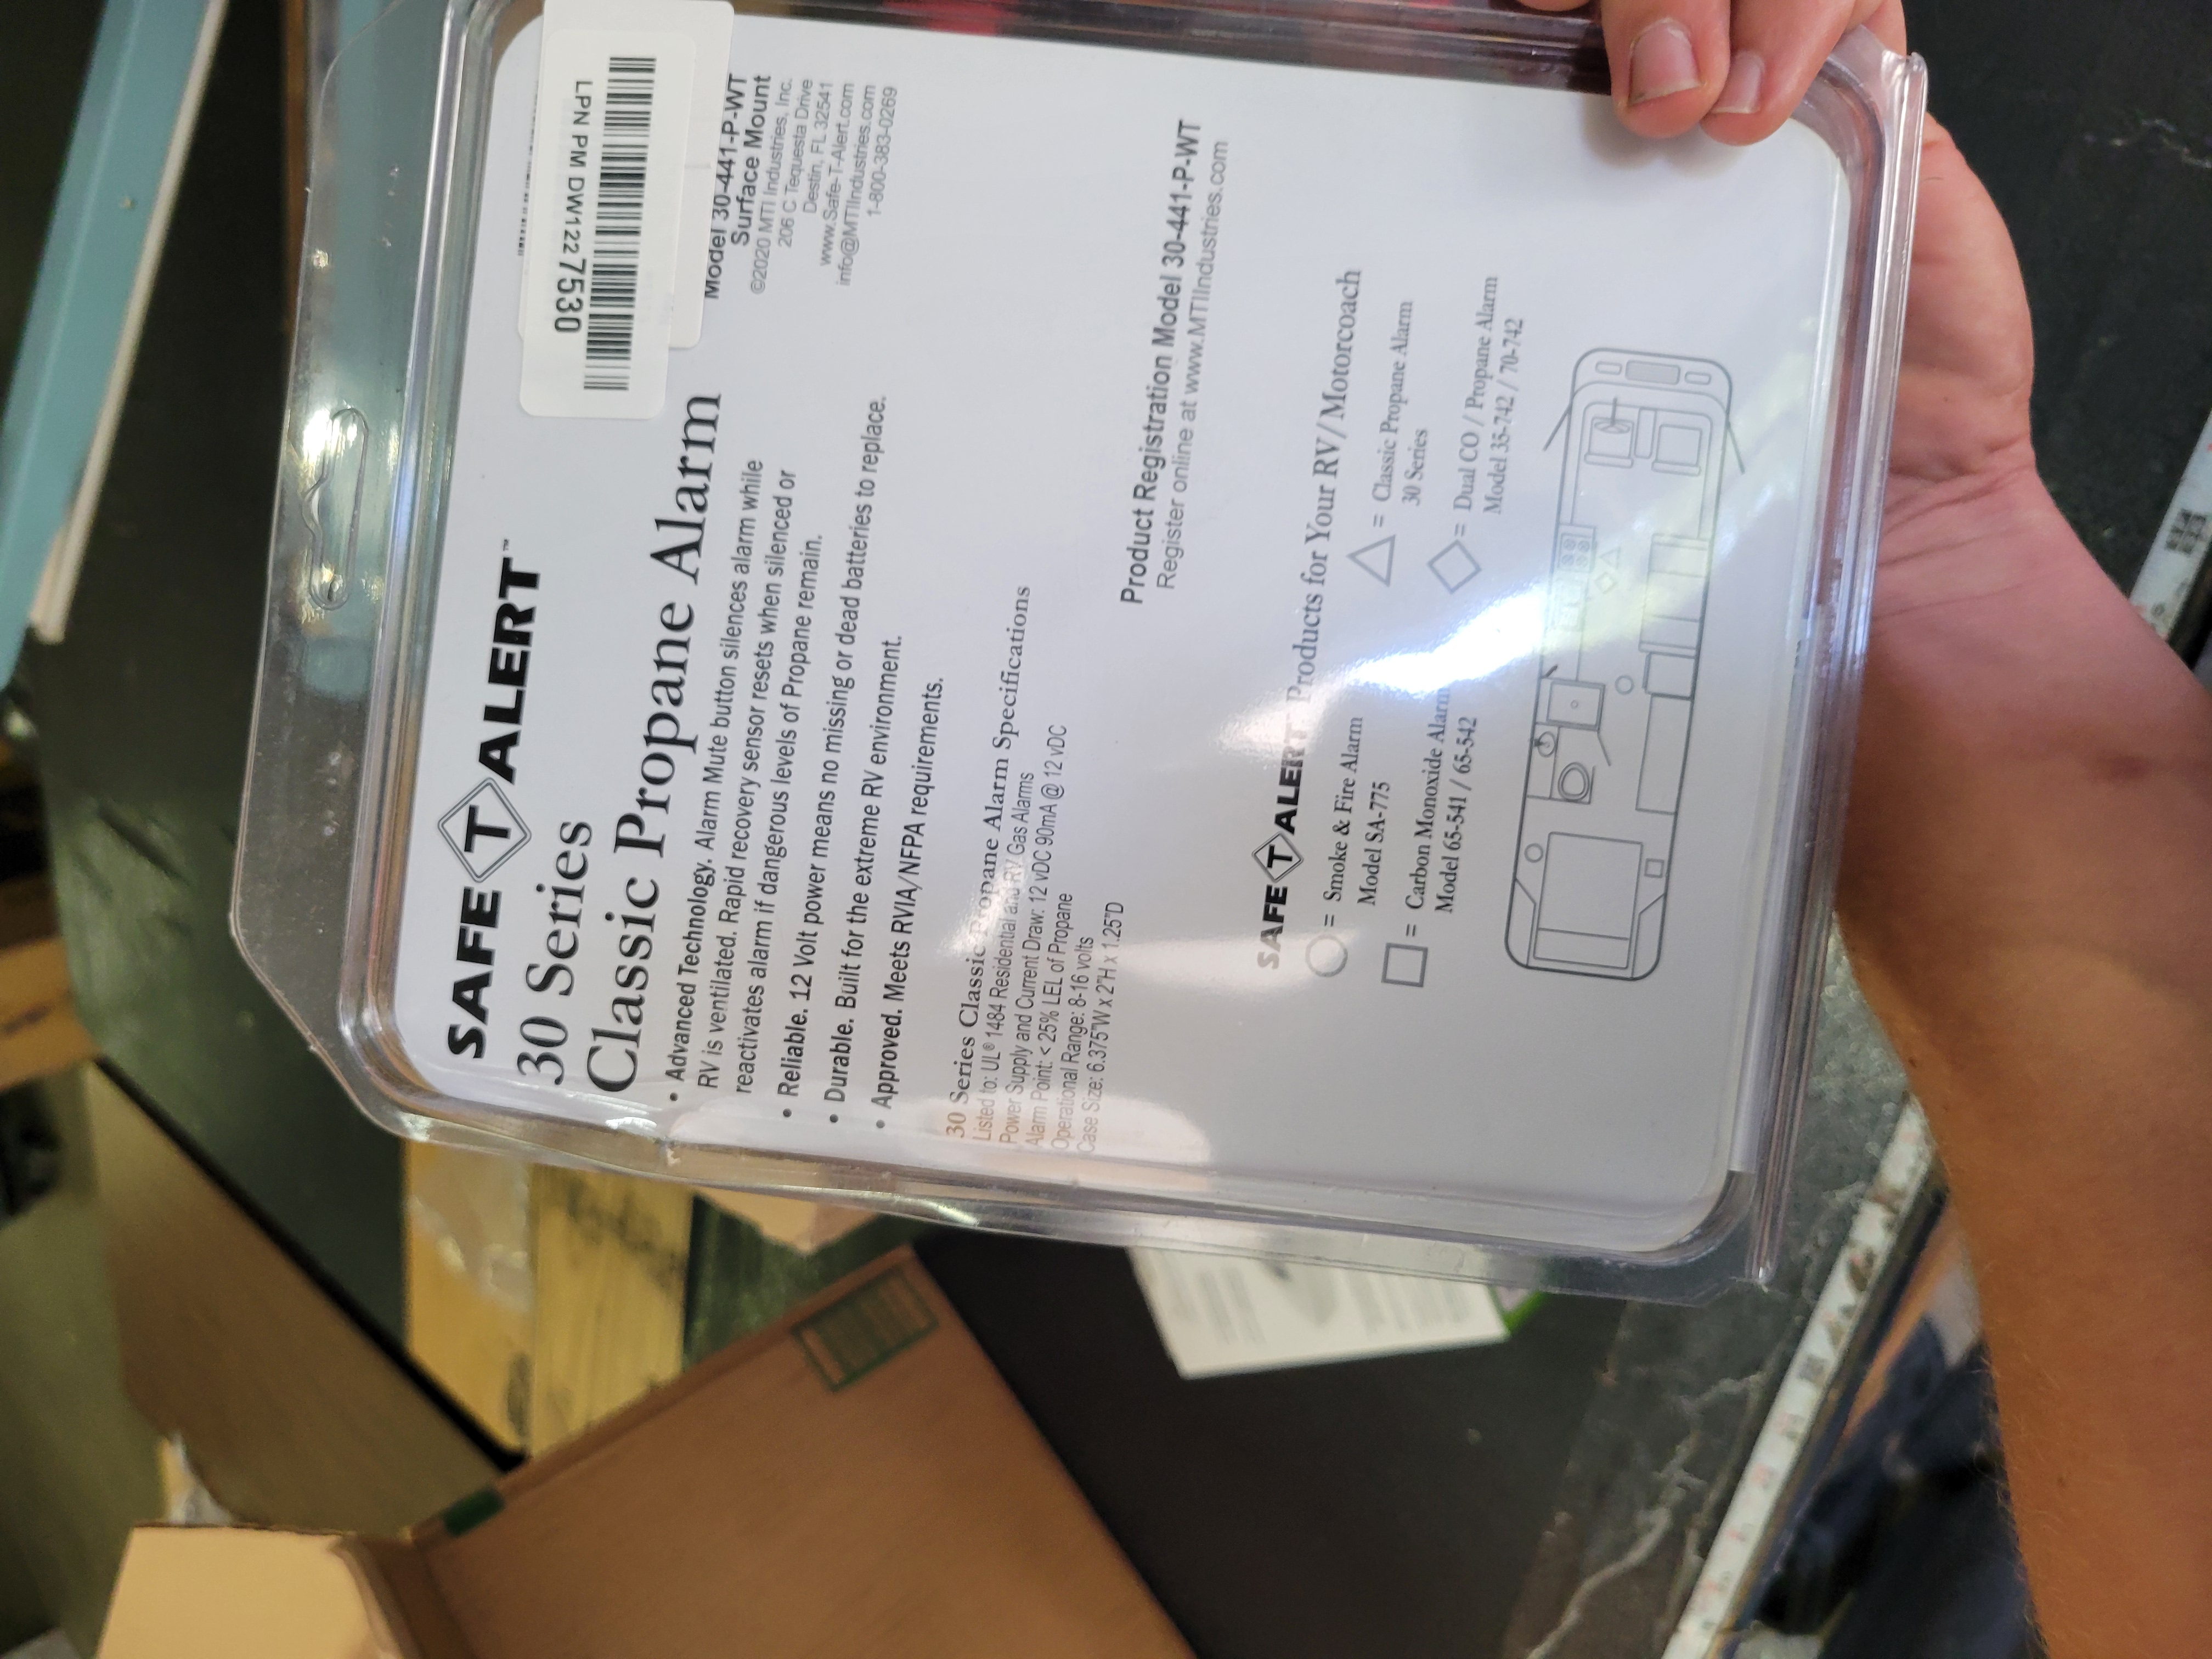 LPN PM DW1227530
SAFE T ALERT™
30 Series
Classic Propane Alarm
• Advanced Technology. Alarm Mute button silences alarm while
RV is ventilated. Rapid recovery sensor resets when silenced or
reactivates alarm if dangerous levels of Propane remain.
• Reliable. 12 Volt power means no missing or dead batteries to replace.
• Durable. Built for the extreme RV environment.
• Approved. Meets RVIA/NFPA requirements.
Model 30-441-P-WT
Surface Mount
©2020 MTI Industries, Inc.
206 C Tequesta Drive
Destin, FL 32541
www.Safe-T-Alert.com
info@MTIIndustries.com
1-800-383-0269
30 Series Classic Propane Alarm Specifications
Listed to: UL® 1484 Residential and RV Gas Alarms
Power Supply and Current Draw: 12 vDC 90mA @ 12 vDC
Alarm Point: < 25% LEL of Propane
Operational Range: 8-16 volts
Case Size: 6.375"W x 2"H x 1.25"D
Product Registration Model 30-441-P-WT
Register online at www.MTIIndustries.com
SAFE T ALERT Products for Your RV/Motorcoach
= Smoke & Fire Alarm
Model SA-775
= Carbon Monoxide Alarm
Model 65-541 / 65-542
= Classic Propane Alarm
30 Series
= Dual CO / Propane Alarm
Model 35-742 / 70-742